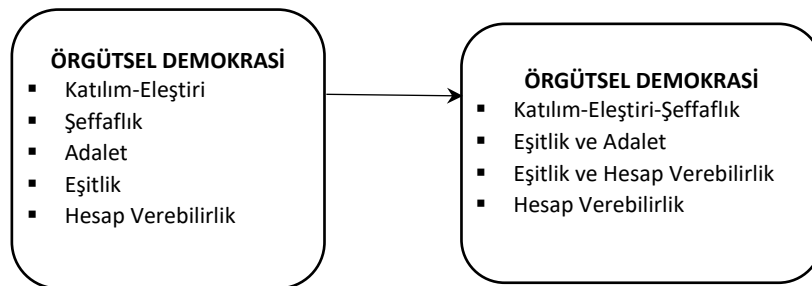 ÖRGÜTSEL DEMOKRASİ
▪ Katılım-Eleştiri
▪ Şeffaflık
▪ Adalet
▪ Eşitlik
▪ Hesap Verebilirlik
ÖRGÜTSEL DEMOKRASİ
▪ Katılım-Eleştiri-Şeffaflık
▪ Eşitlik ve Adalet
▪ Eşitlik ve Hesap Verebilirlik
▪ Hesap Verebilirlik